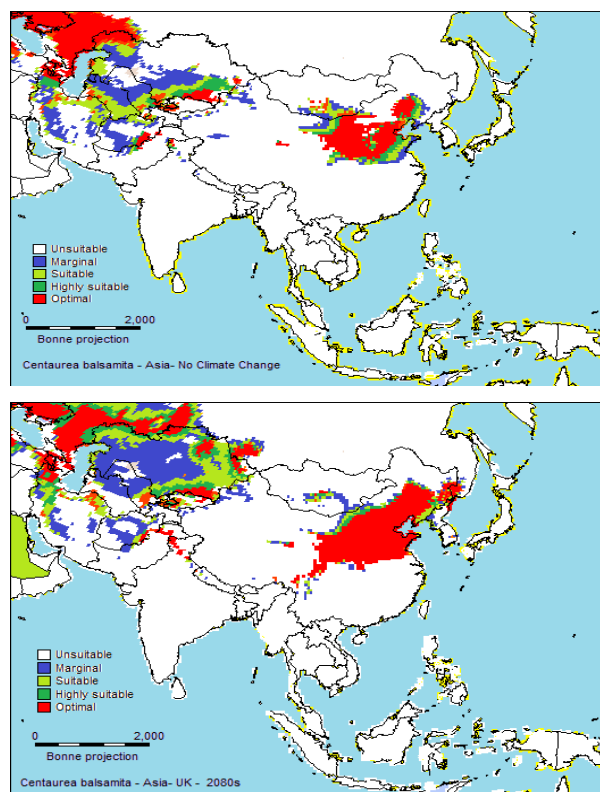 Unsuitable
Marginal
Suitable
Highly suitable
Optimal
0 2,000
Bonne projection
Centaurea balsamita - Asia- No Climate Change
Unsuitable
Marginal
Suitable
Highly suitable
Optimal
0 2,000
Bonne projection
Centaurea balsamita - Asia- UK - 2080s